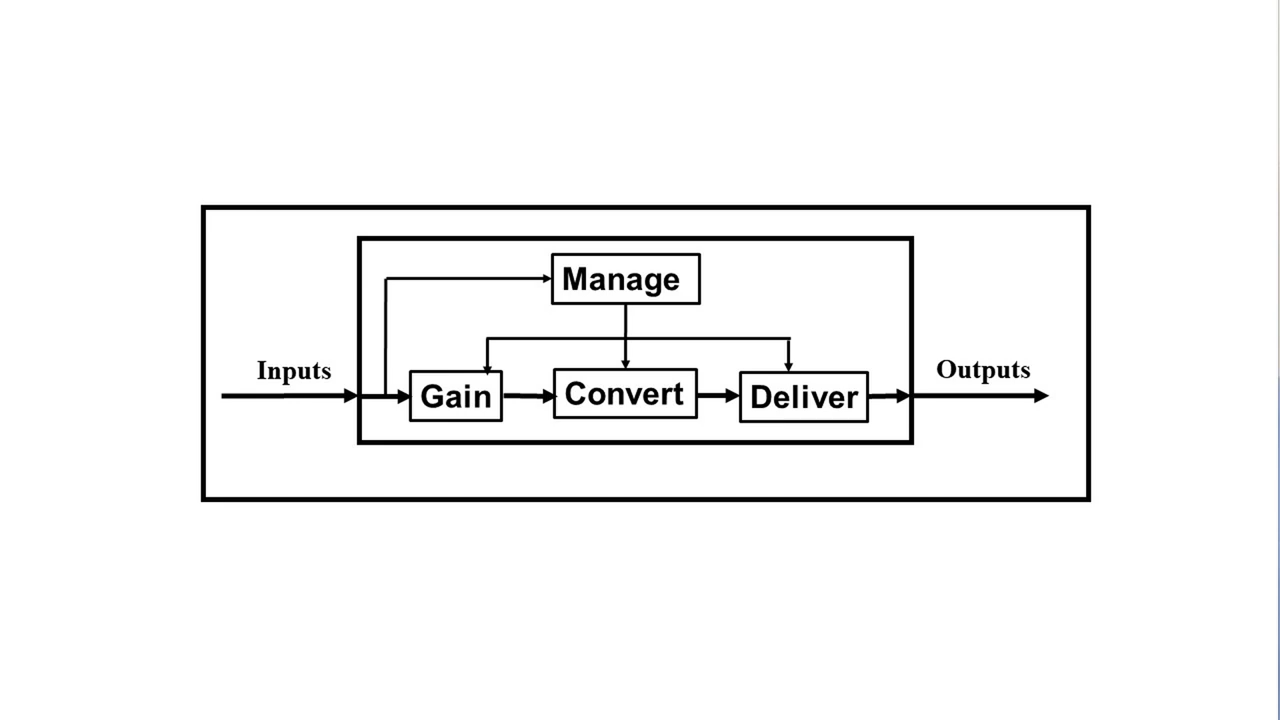 Manage
Inputs
Outputs
Gain
Convert
Deliver